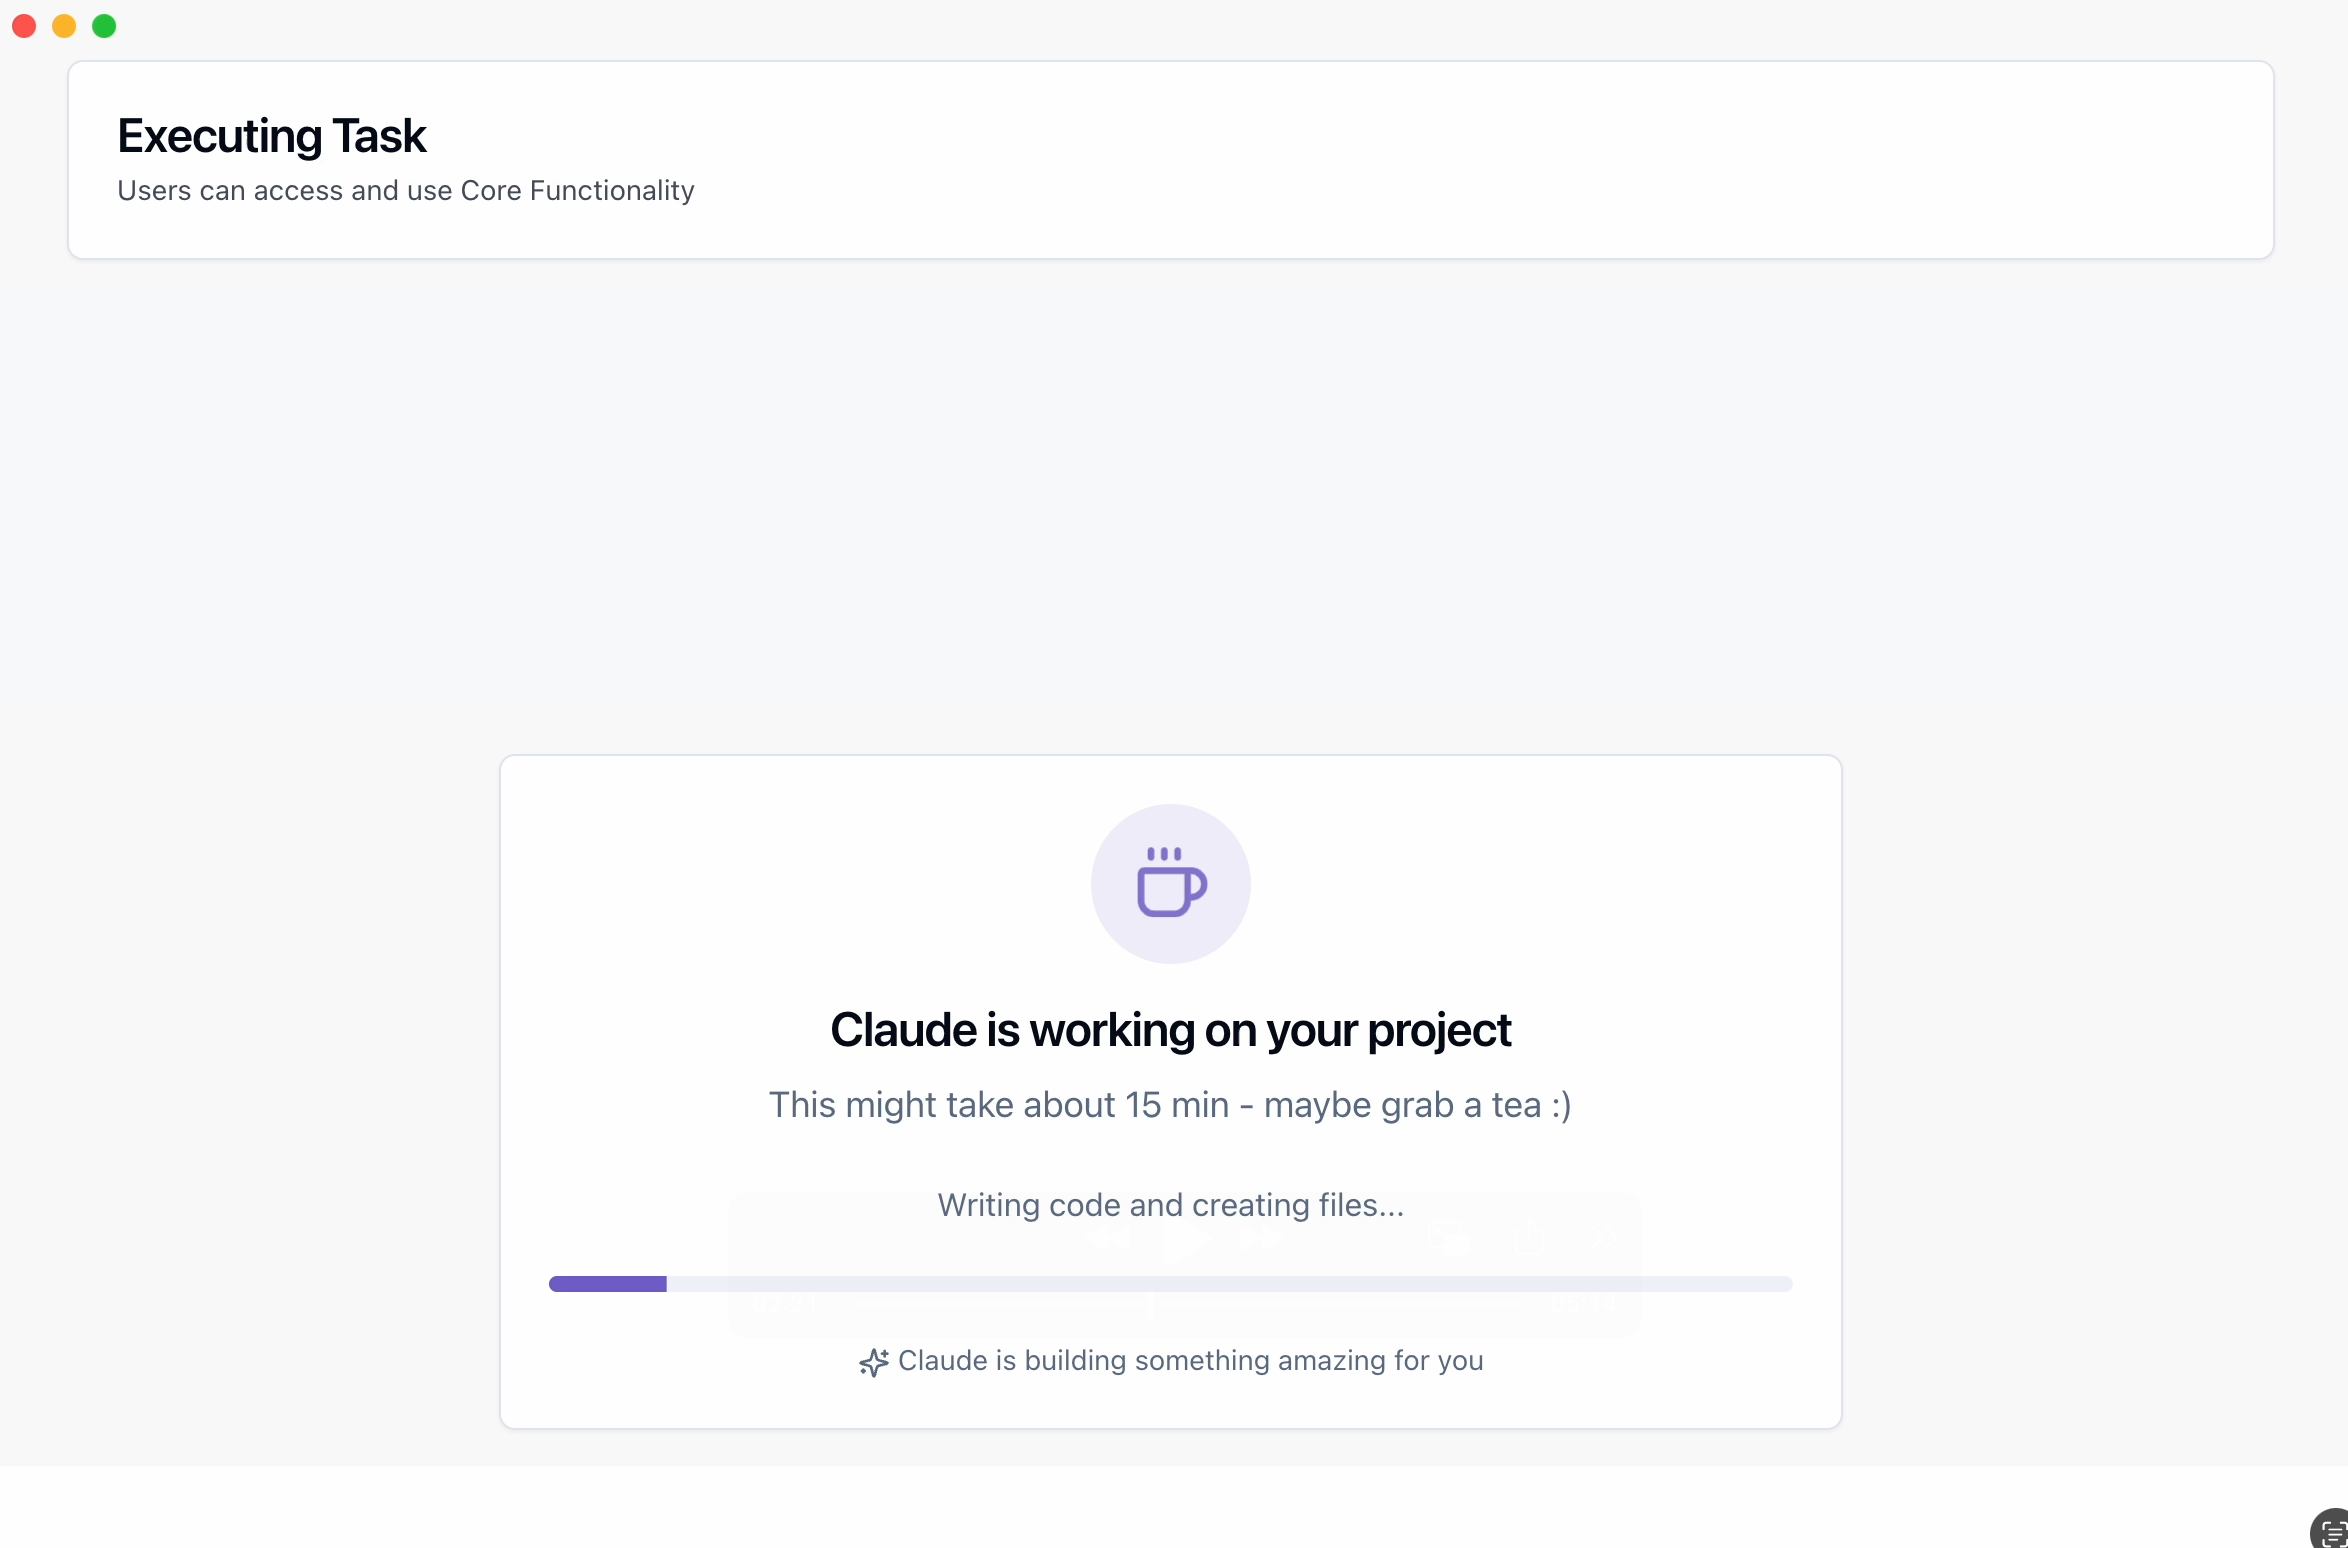 Executing Task
Users can access and use Core Functionality
Claude is working on your project
This might take about 15 min - maybe grab a tea :)
Writing code and creating files...
Claude is building something amazing for you